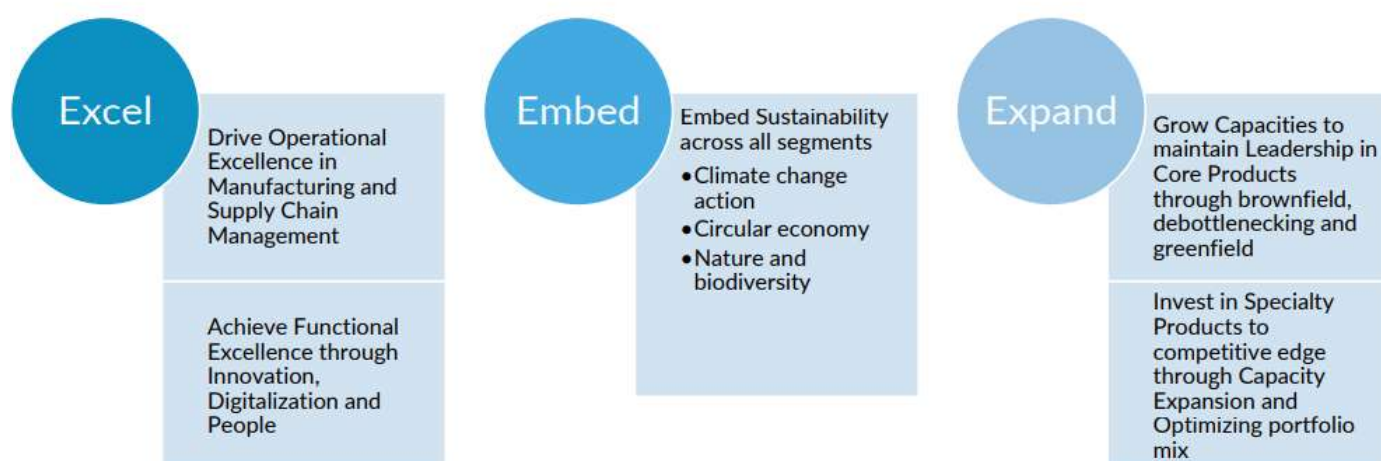 Excel
Drive Operational
Excellence in
Manufacturing and
Supply Chain
Management
Achieve Functional
Excellence through
Innovation,
Digitalization and
People
Embed
Embed Sustainability
across all segments
•Climate change
action
•Circular economy
•Nature and
biodiversity
Expand
Grow Capacities to
maintain Leadership in
Core Products
through brownfield,
debottlenecking and
greenfield
Invest in Specialty
Products to
competitive edge
through Capacity
Expansion and
Optimizing portfolio
mix